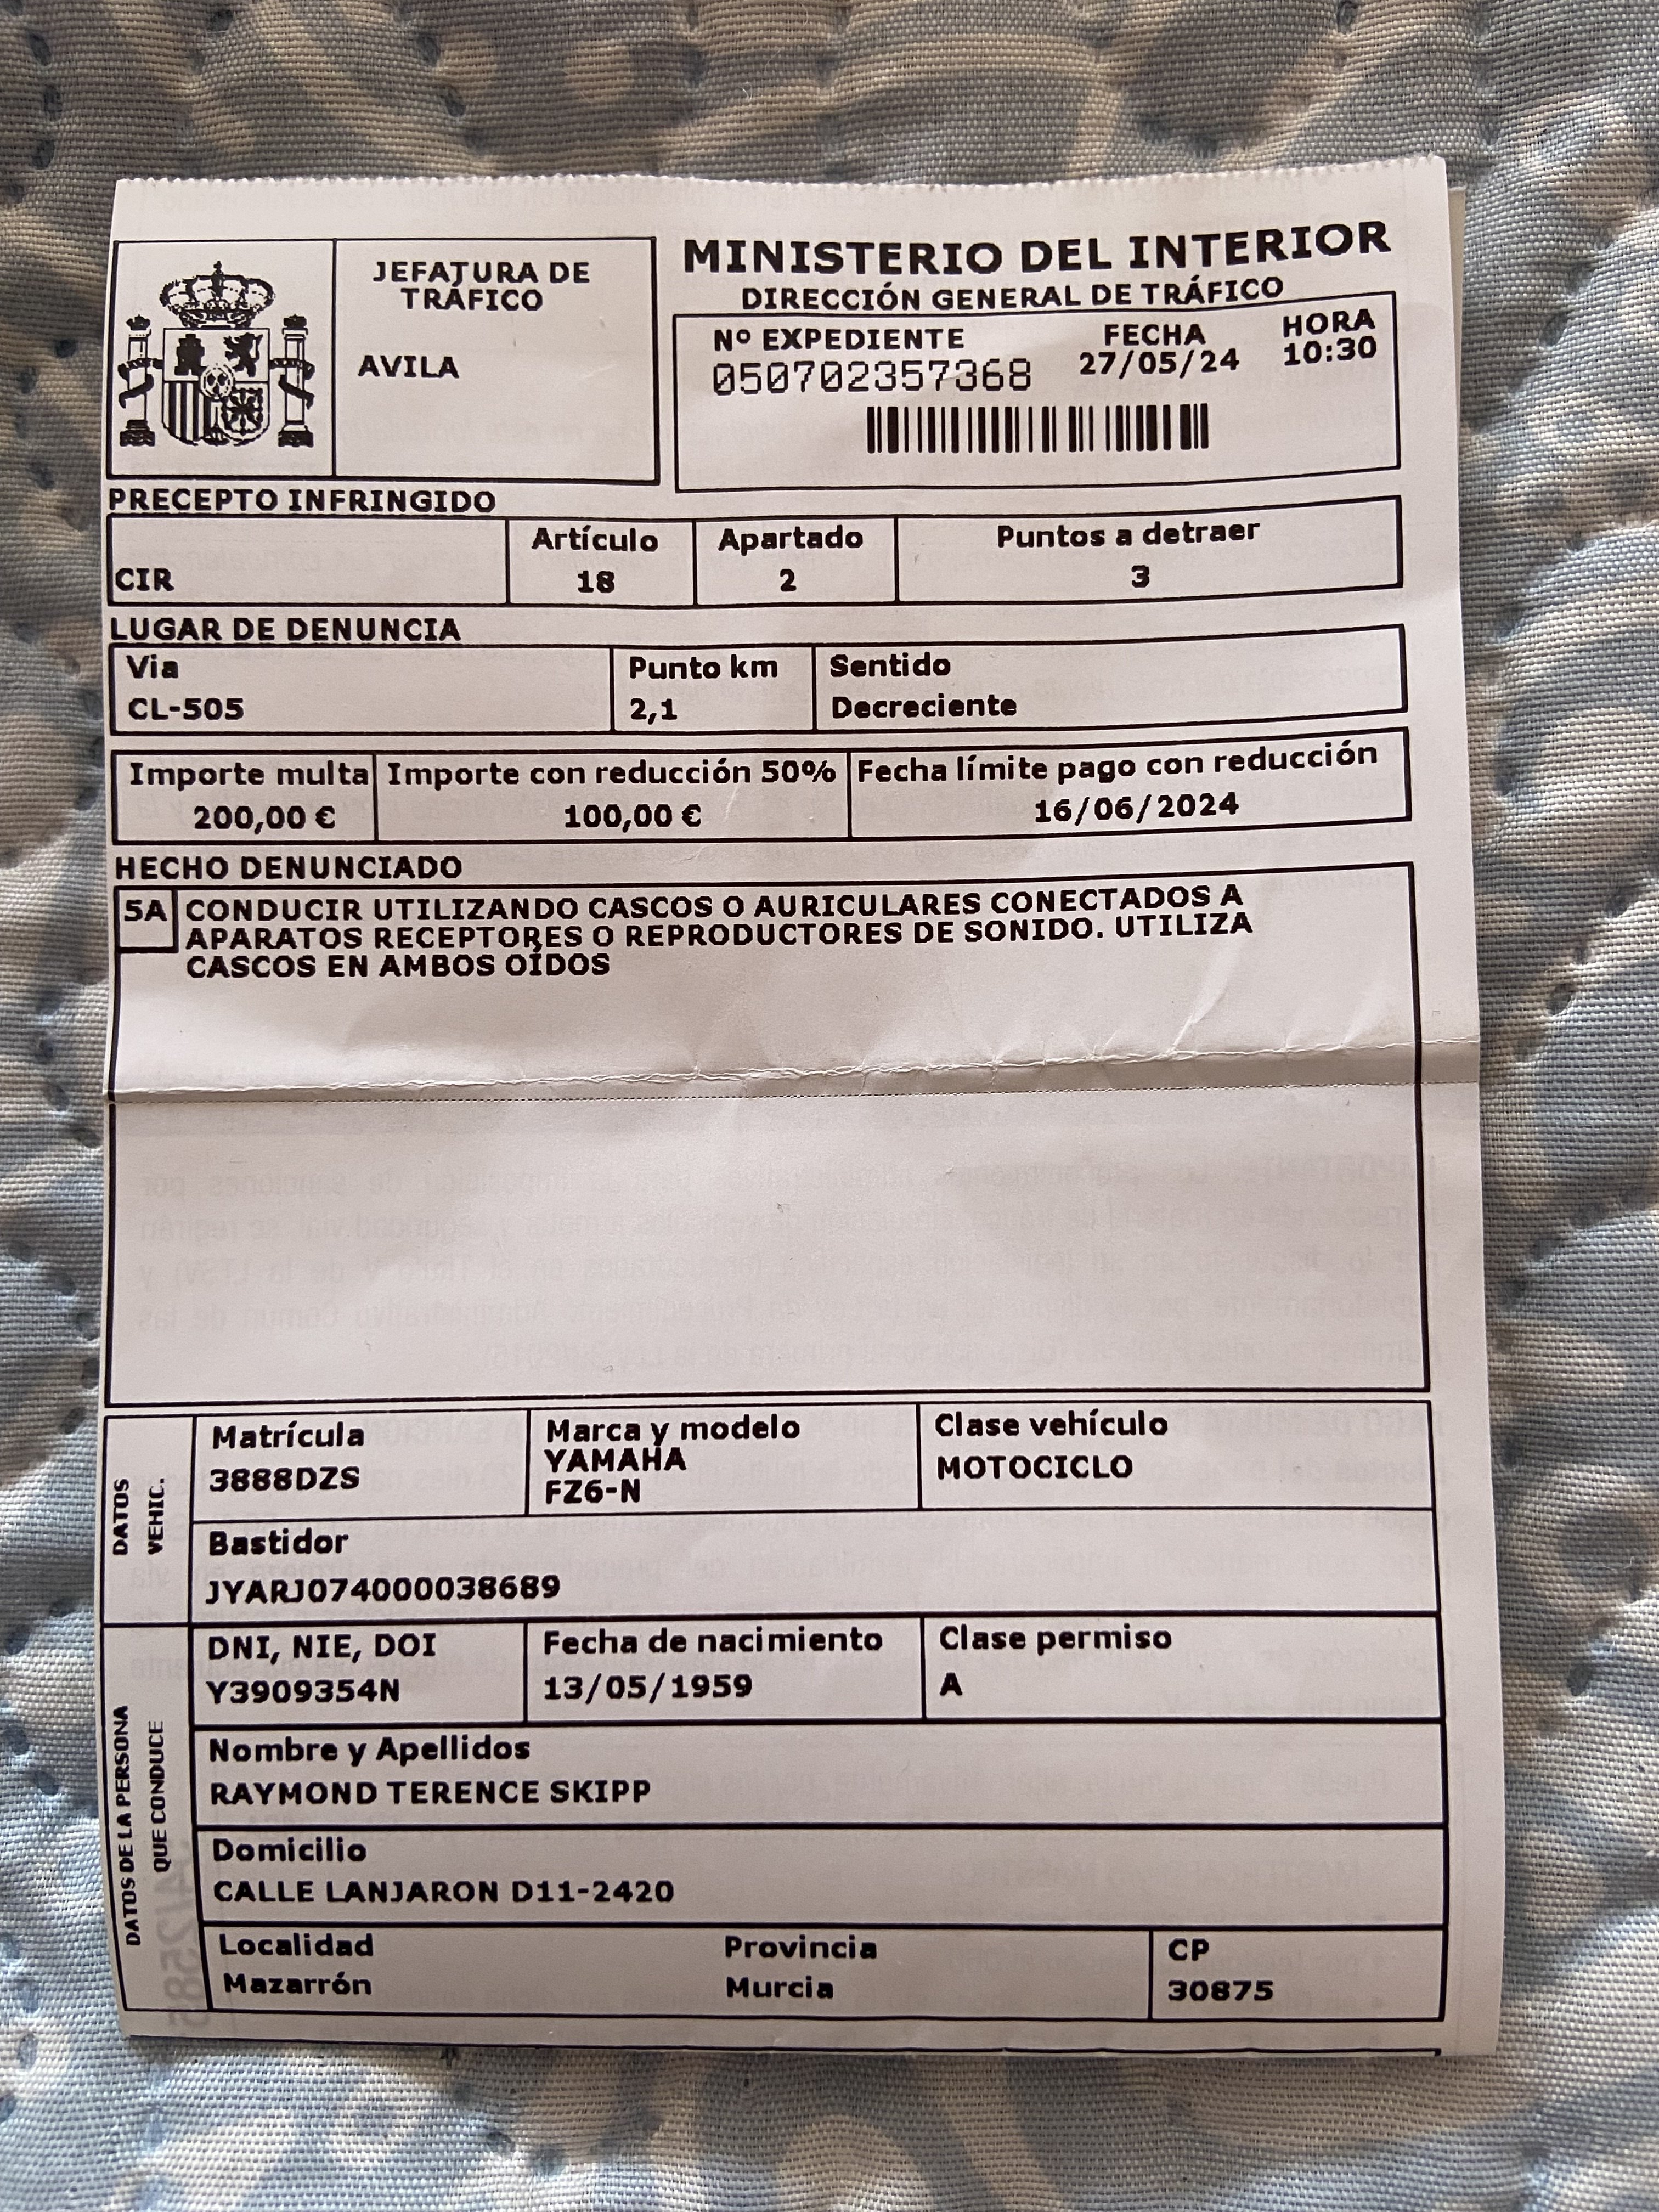 MINISTERIO DEL INTERIOR
DIRECCIÓN GENERAL DE TRÁFICO
JEFATURA DE
TRÁFICO
AVILA
Nº EXPEDIENTE FECHA HORA
050702357368 27/05/24 10:30
PRECEPTO INFRINGIDO
Artículo Apartado Puntos a detraer
CIR 18 2 3
LUGAR DE DENUNCIA
Via Punto km Sentido
CL-505 2,1 Decreciente
Importe multa Importe con reducción 50% Fecha límite pago con reducción
200,00 € 100,00 € 16/06/2024
HECHO DENUNCIADO
5A CONDUCIR UTILIZANDO CASCOS O AURICULARES CONECTADOS A
APARATOS RECEPTORES O REPRODUCTORES DE SONIDO. UTILIZA
CASCOS EN AMBOS OÍDOS
DATOS
VEHIC.
Matrícula Marca y modelo Clase vehículo
3888DZS YAMAHA MOTOCICLO
FZ6-N
Bastidor
JYARJ074000038689
DATOS DE LA PERSONA
QUE CONDUCE
DNI, NIE, DOI Fecha de nacimiento Clase permiso
Y3909354N 13/05/1959 A
Nombre y Apellidos
RAYMOND TERENCE SKIPP
Domicilio
CALLE LANJARON D11-2420
Localidad Provincia CP
Mazarrón Murcia 30875